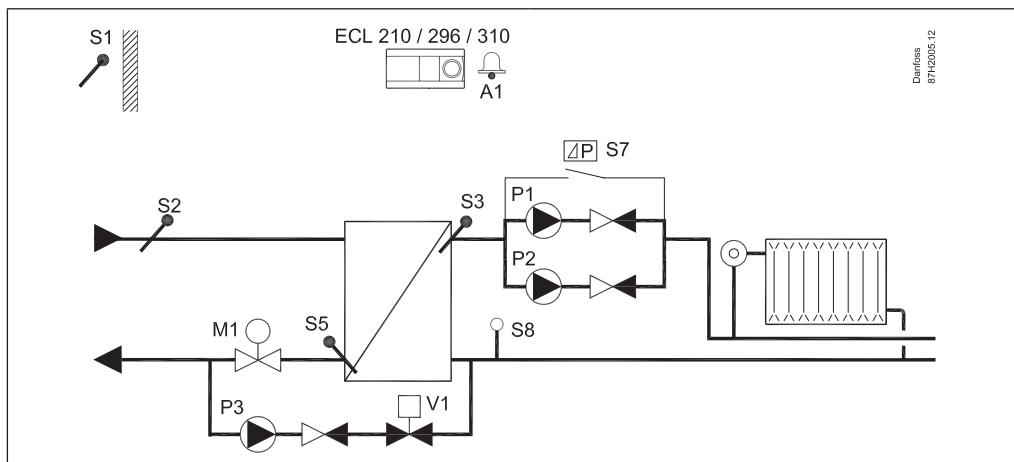 S1
ECL 210 / 296 / 310
A1
Danfoss
87H2005.12
P S7
S2
S3
P1
P2
M1
S5
S8
P3
V1